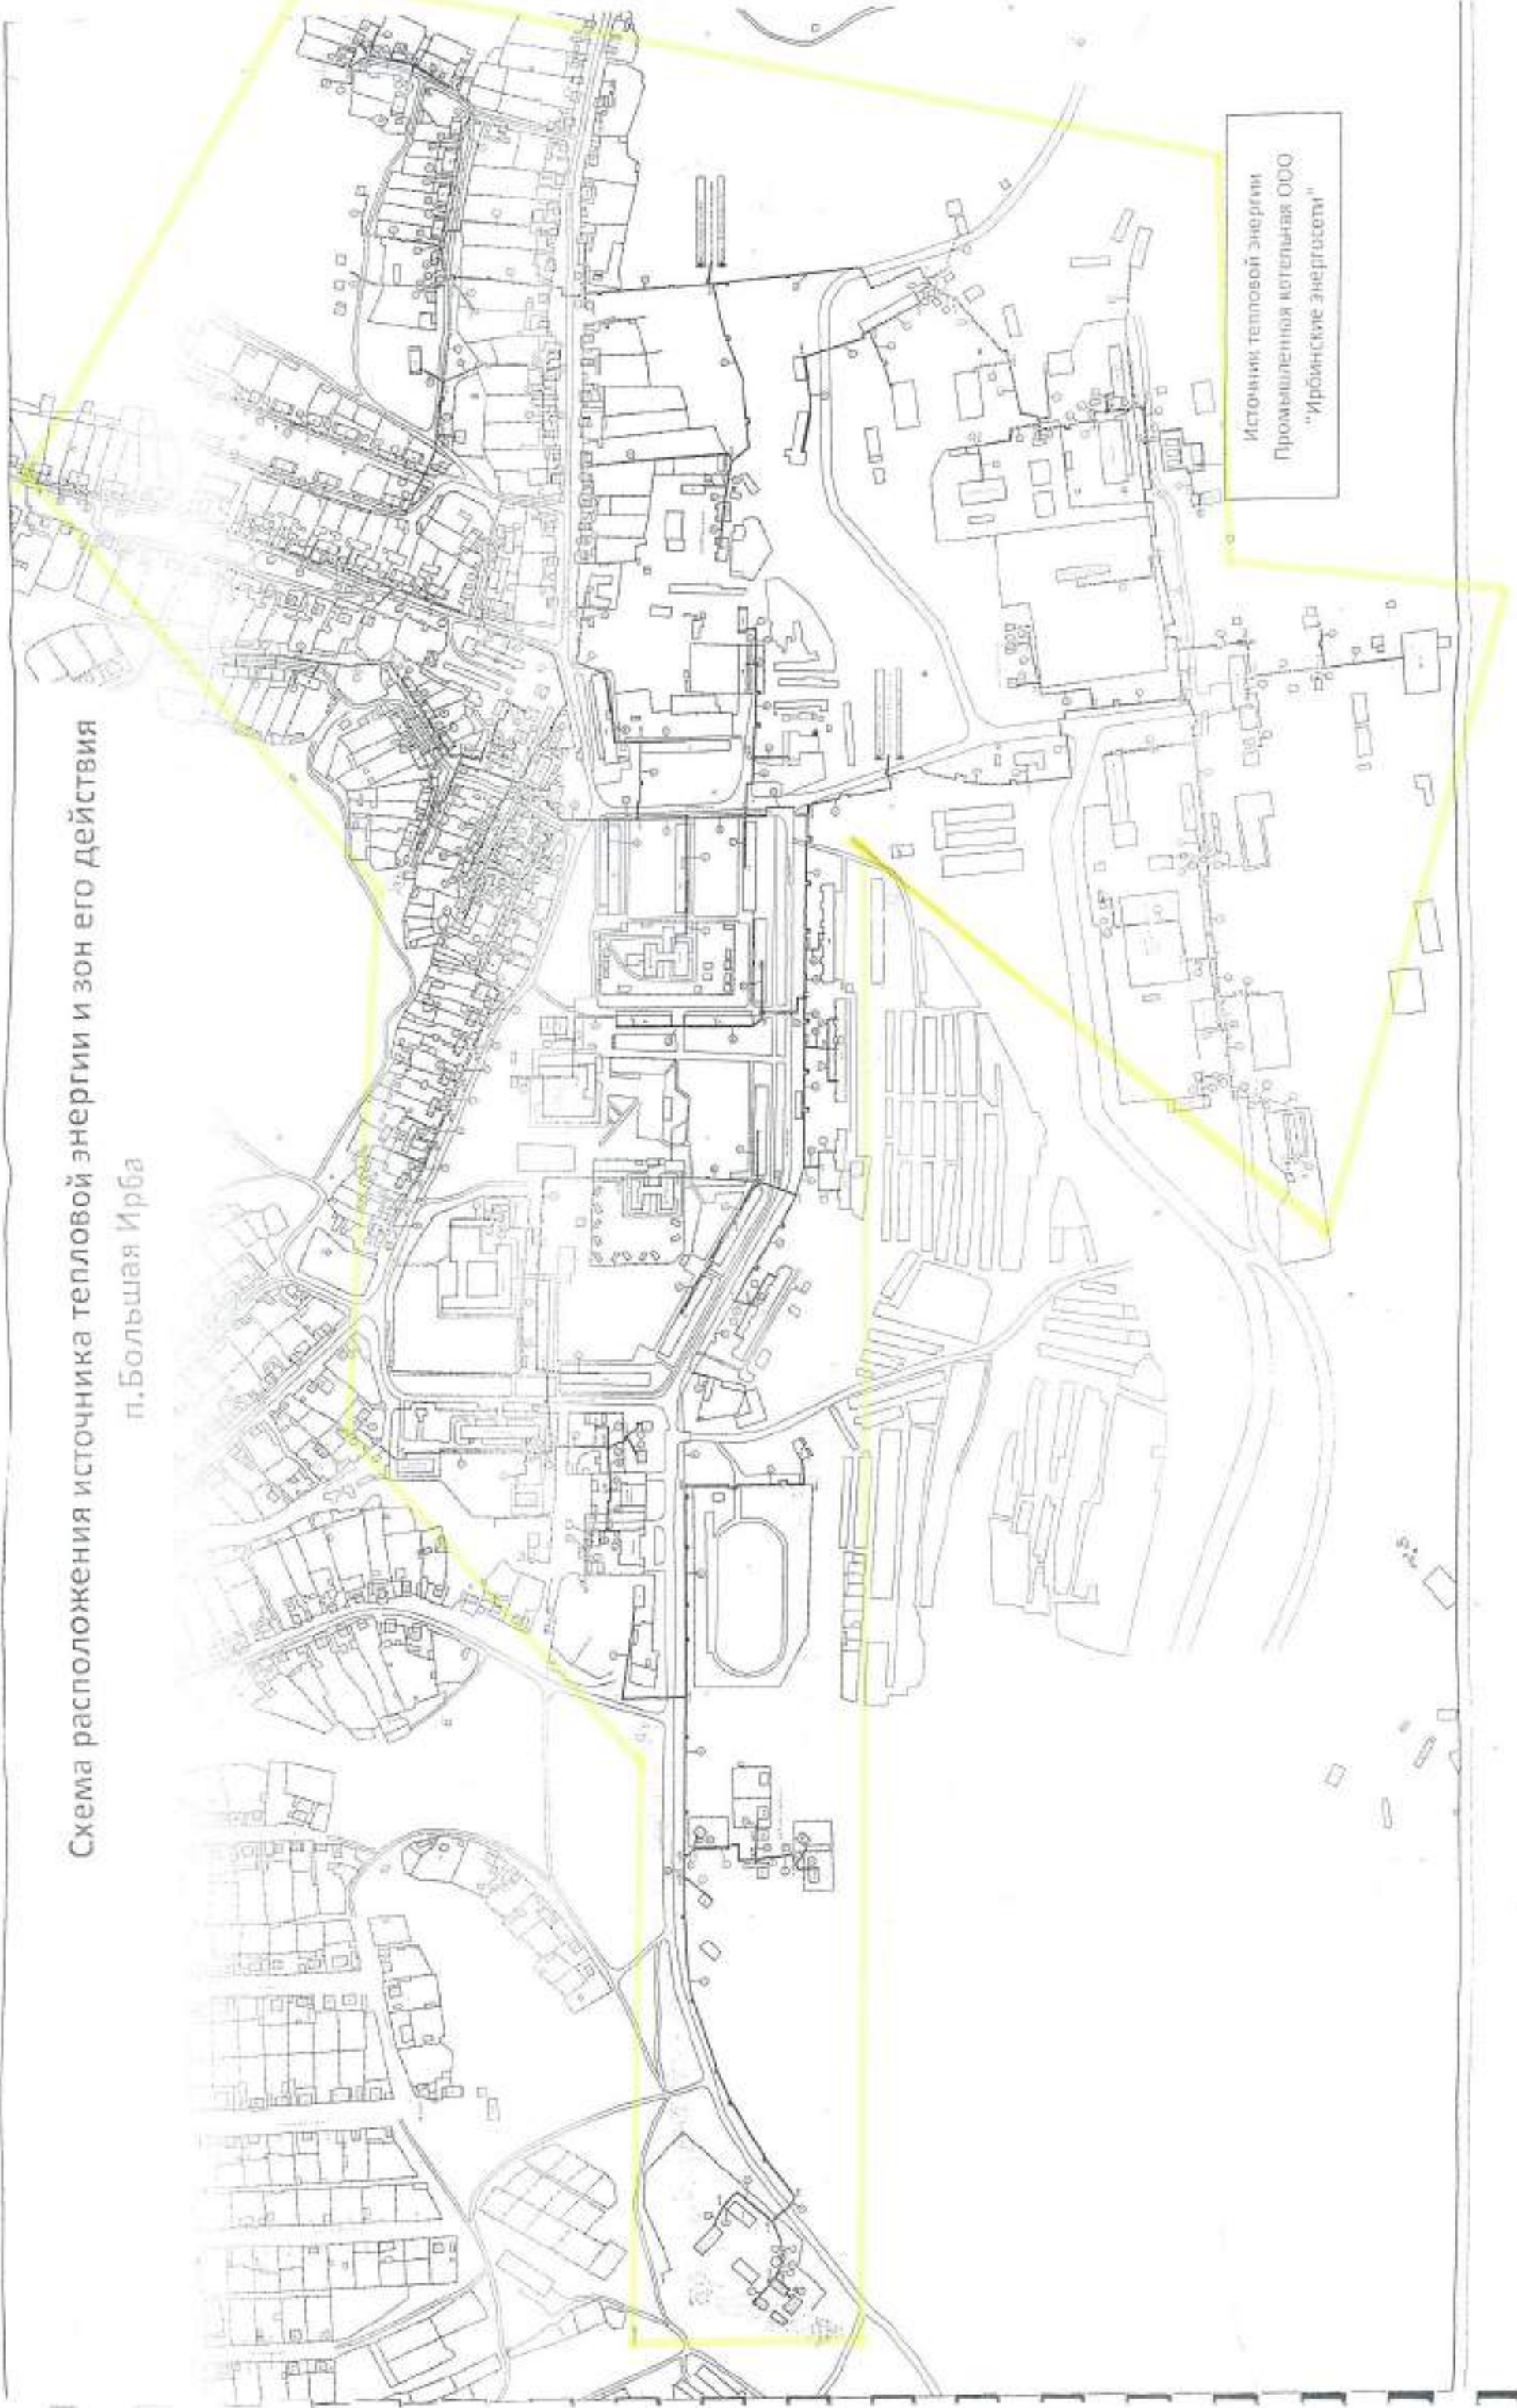 Схема расположения источника тепловой энергии и зон его действия
п.Большая Ирба
Источник тепловой энергии
Промышленная котельная ООО
"Ирбинские энергосети"